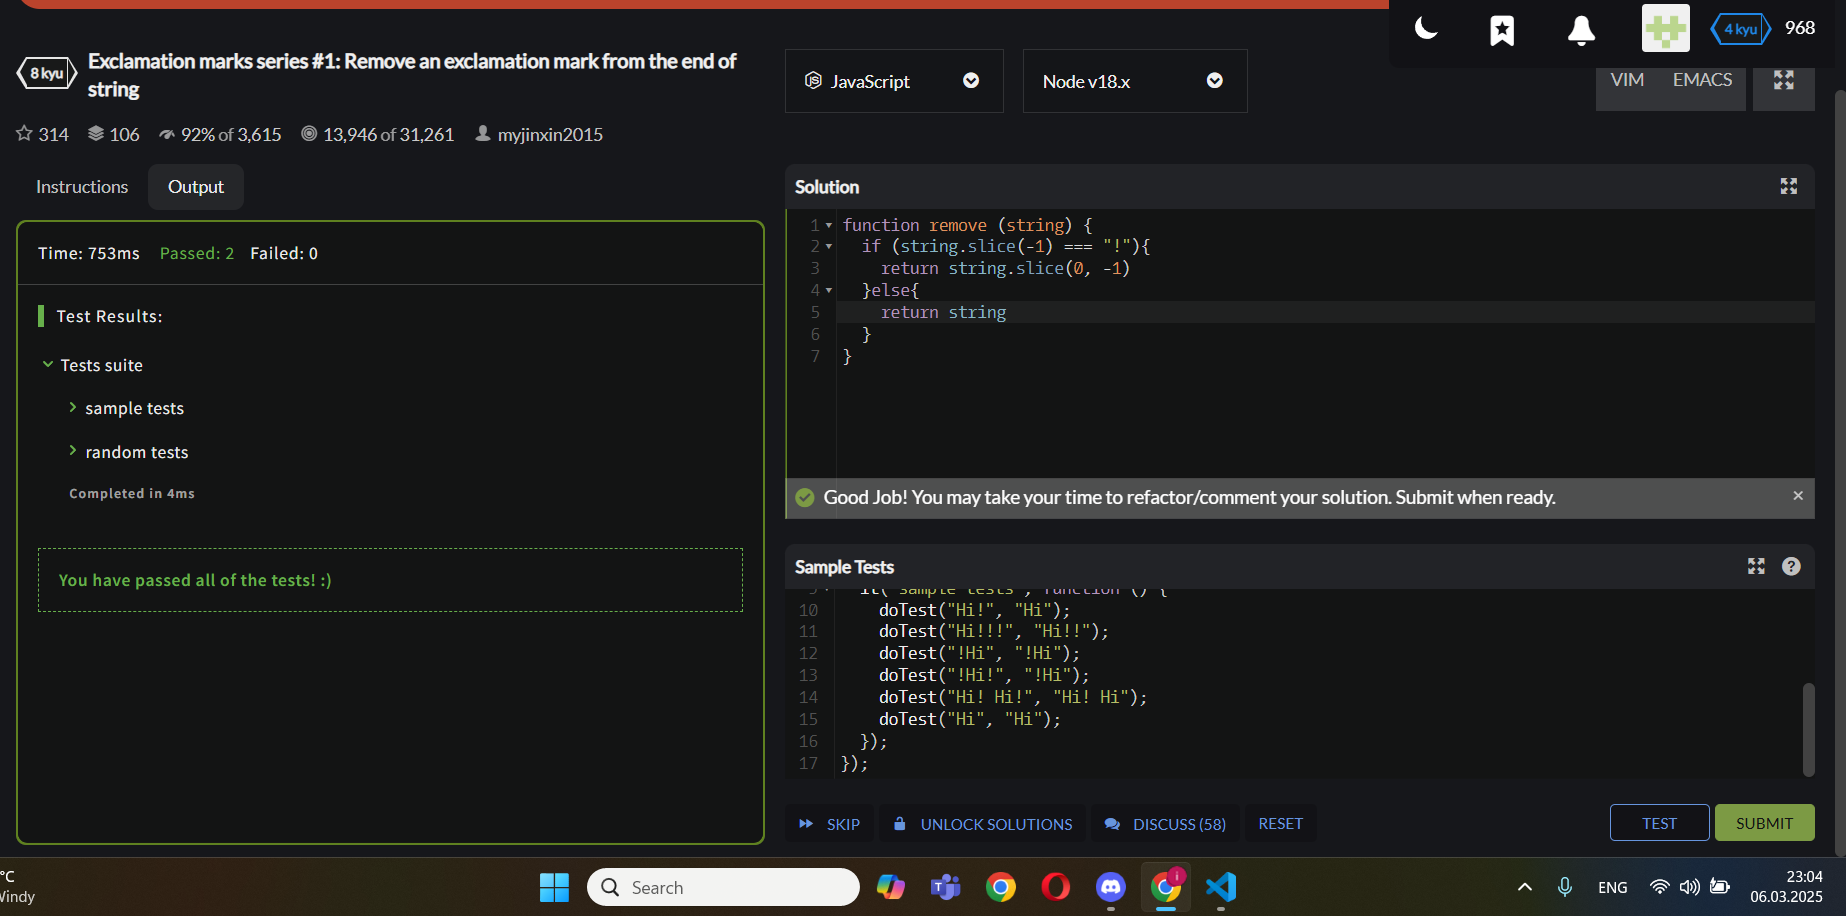 8 kyu
Exclamation marks series #1: Remove an exclamation mark from the end of
string
314 106 92% of 3,615 13,946 of 31,261 myjinxin2015
Instructions Output
Time: 753ms Passed: 2 Failed: 0
Test Results:
Tests suite
sample tests
random tests
Completed in 4ms
You have passed all of the tests! :)
JS JavaScript
Node v18.x
4 kyu 968
VIM EMACS
Solution
1 function remove (string) {
2 if (string.slice(-1) === "!"){
3 return string.slice(0, -1)
4 }else{
5 return string
6 }
7 }
Good Job! You may take your time to refactor/comment your solution. Submit when ready.
Sample Tests
9 it("sample tests", function () {
10 doTest("Hi!", "Hi");
11 doTest("Hi!!!", "Hi!!");
12 doTest("!Hi", "!Hi");
13 doTest("!Hi!", "!Hi");
14 doTest("Hi! Hi!", "Hi! Hi");
15 doTest("Hi", "Hi");
16 });
17 });
SKIP UNLOCK SOLUTIONS DISCUSS (58) RESET
TEST SUBMIT
°C
Windy
Search
ENG
23:04
06.03.2025